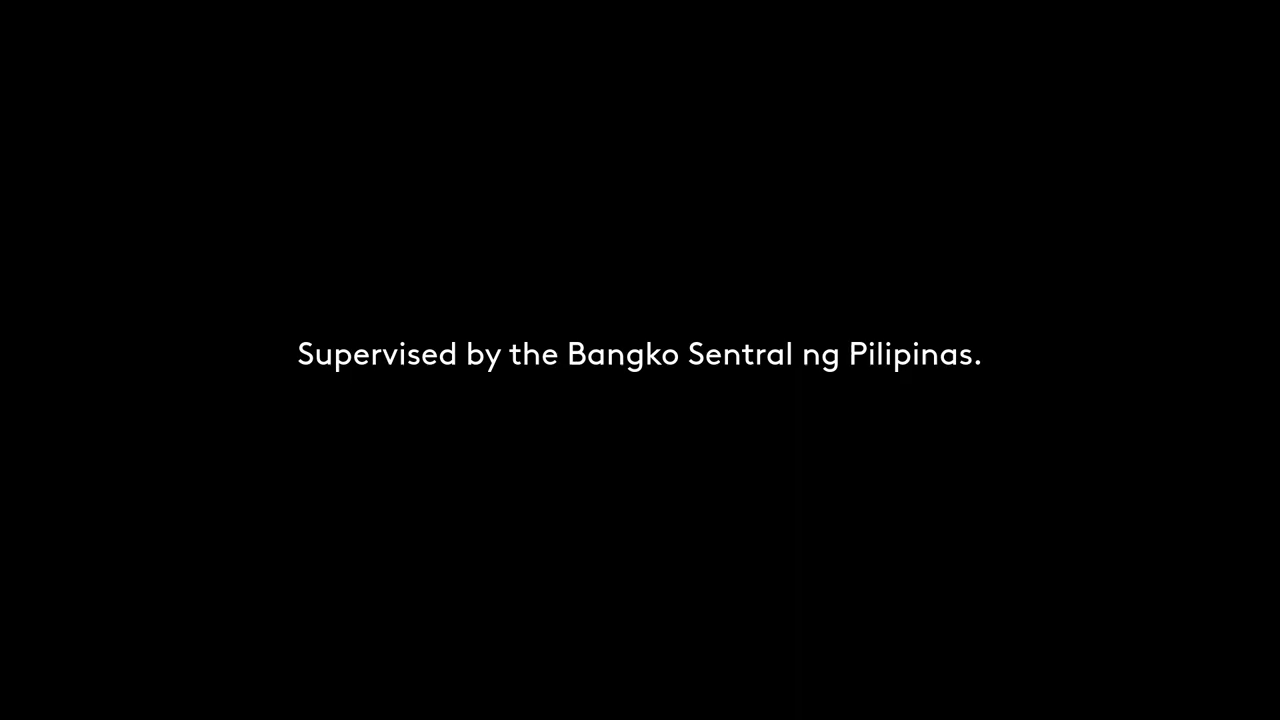 Supervised by the Bangko Sentral ng Pilipinas.